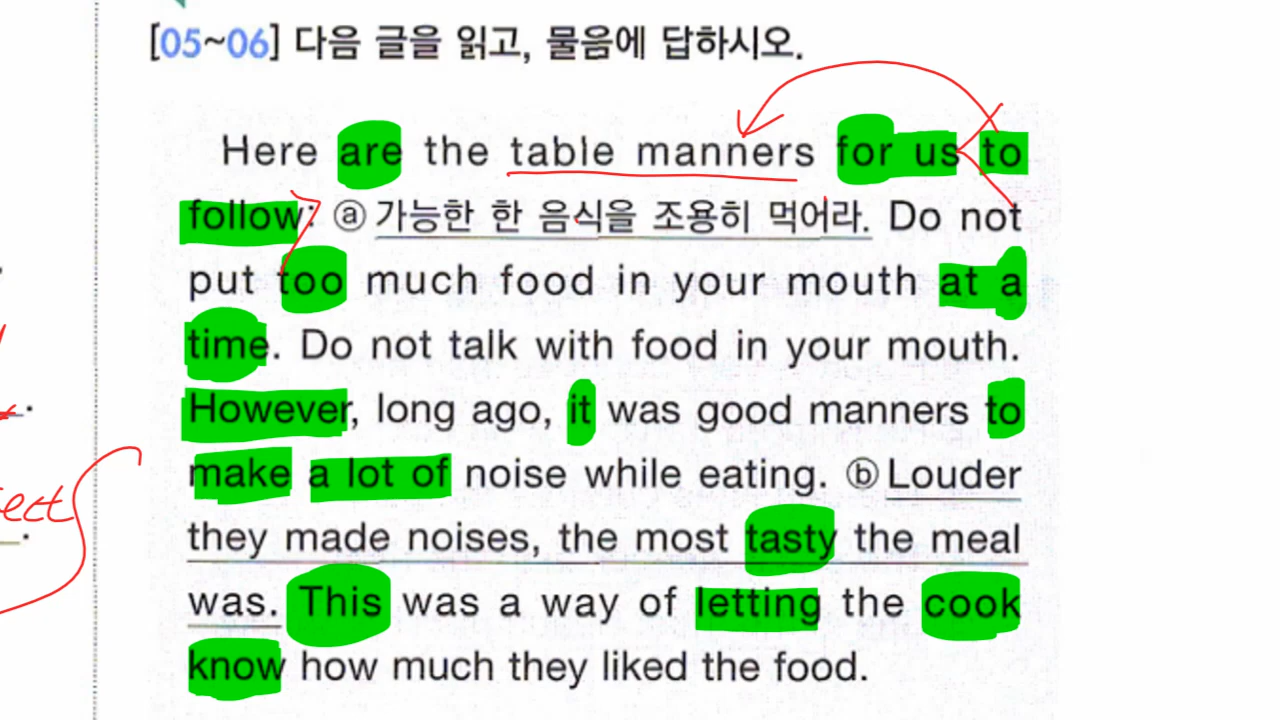 [05~06] 다음 글을 읽고, 물음에 답하시오.
Here are the table manners for us to
follow: ⓐ 가능한 한 음식을 조용히 먹어라. Do not
put too much food in your mouth at a
time. Do not talk with food in your mouth.
However, long ago, it was good manners to
make a lot of noise while eating. ⓑ Louder
they made noises, the most tasty the meal
was. This was a way of letting the cook
know how much they liked the food.